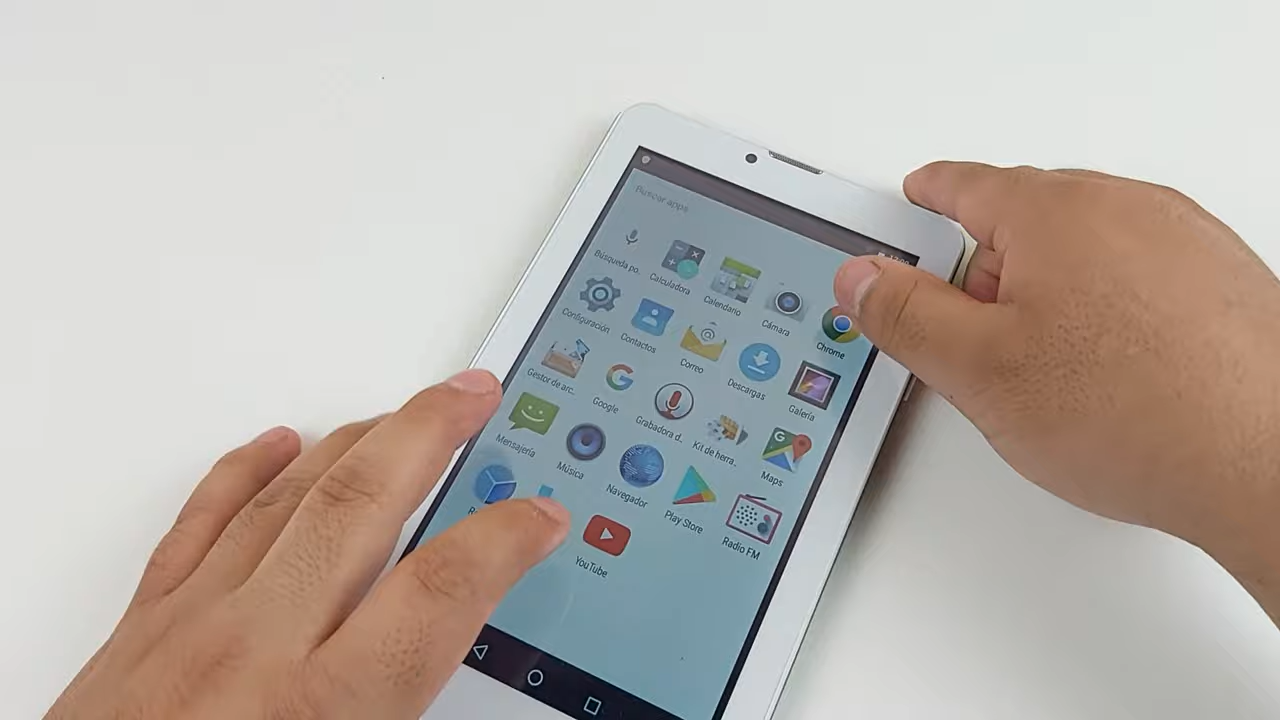 Buscar apps
Búsqueda po..
Calculadora
Calendario
Cámara
Chrome
Configuración
Contactos
Correo
Descargas
Galería
Gestor de arc..
Google
Grabadora d..
Kit de herra..
Maps
Mensajería
Música
Navegador
Play Store
Radio FM
YouTube